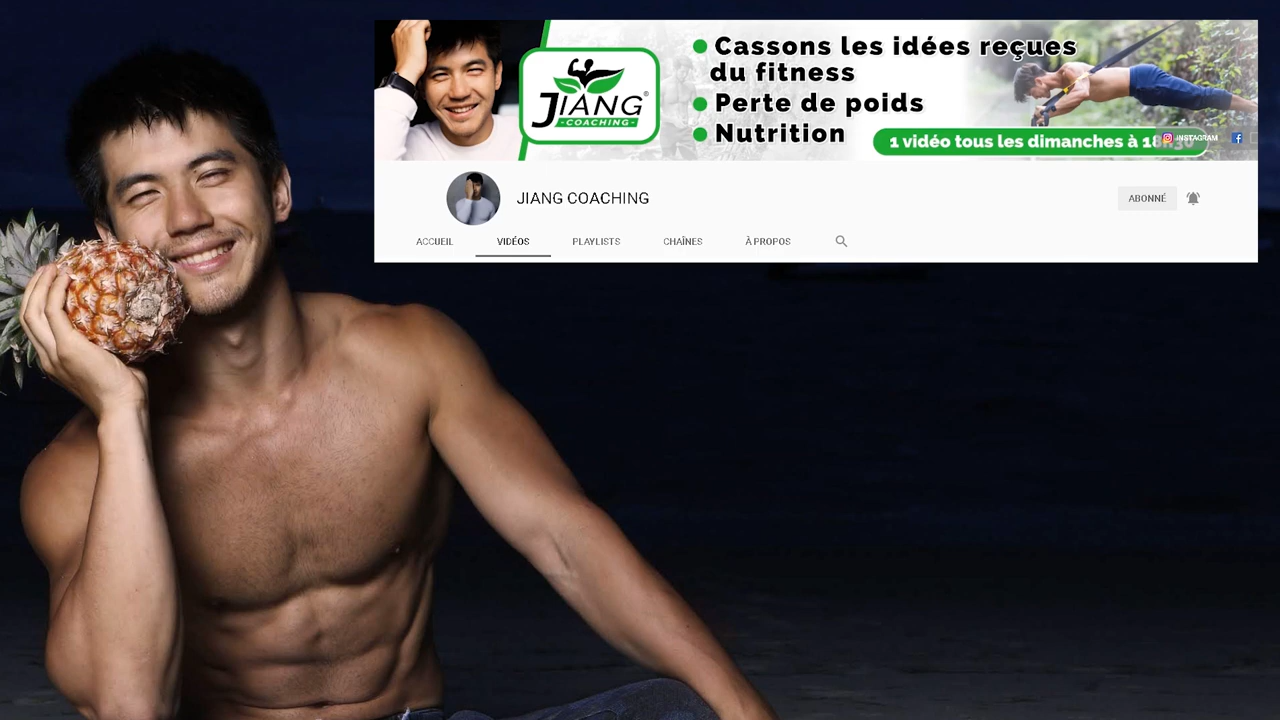 Cassons les idées reçues
du fitness
JIANG®
-COACHING-
Perte de poids
Nutrition
1 vidéo tous les dimanches à 18h30
INSTAGRAM
JIANG COACHING
ABONNÉ
ACCUEIL
VIDÉOS
PLAYLISTS
CHAÎNES
À PROPOS